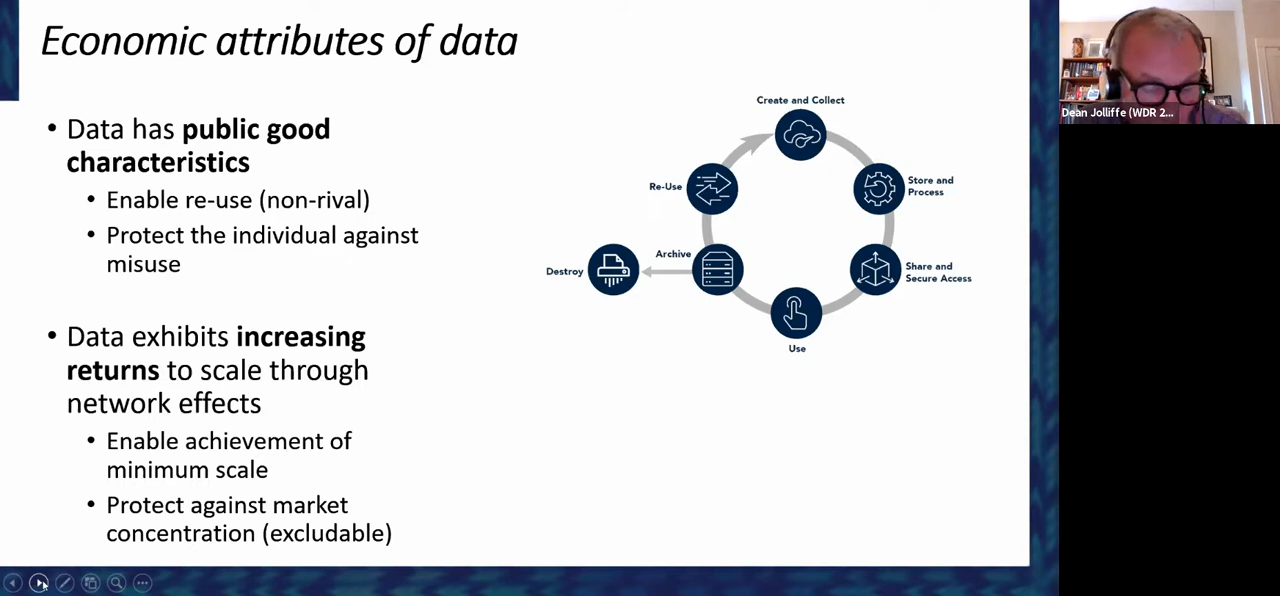 Economic attributes of data
• Data has public good
characteristics
• Enable re-use (non-rival)
• Protect the individual against
misuse
• Data exhibits increasing
returns to scale through
network effects
• Enable achievement of
minimum scale
• Protect against market
concentration (excludable)
Create and Collect
Re-Use
Store and
Process
Archive
Destroy
Share and
Secure Access
Use
Dean Jolliffe (WDR 2...